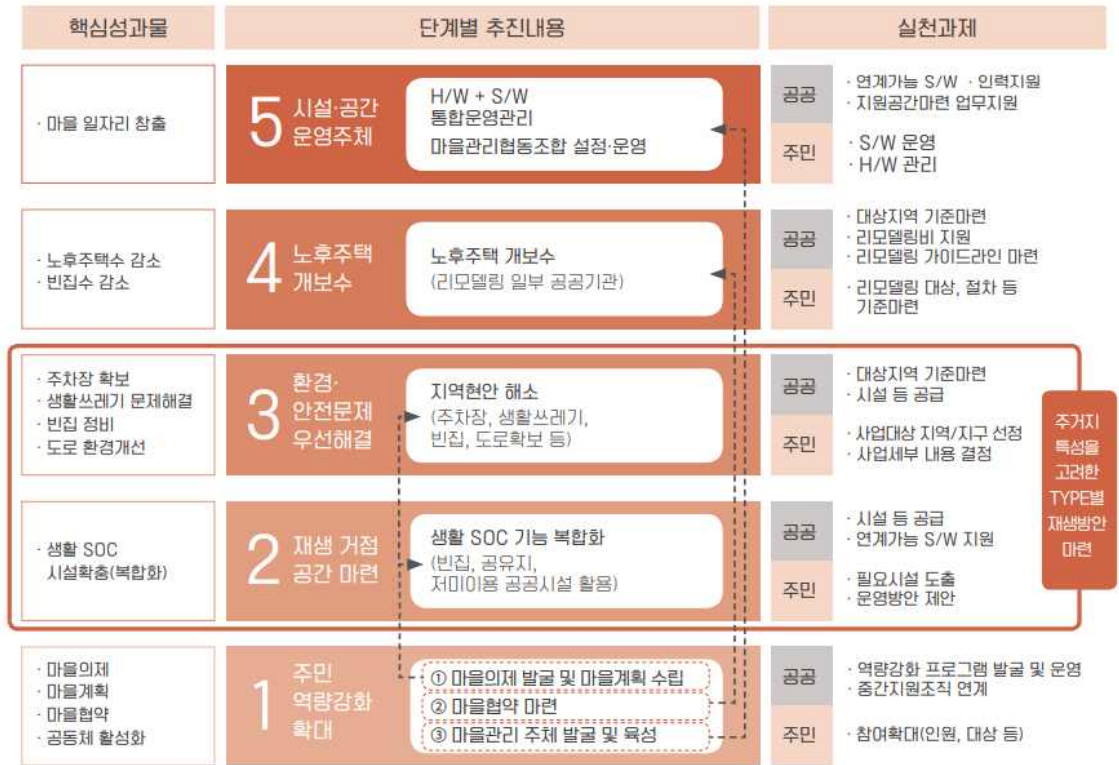 핵심성과물
단계별 추진내용
실천과제
· 마을 일자리 창출
5 시설·공간
운영주체
H/W + S/W
통합운영관리
마을관리협동조합 설정·운영
공공
· 연계가능 S/W · 인력지원
· 지원공간마련 업무지원
주민
· S/W 운영
· H/W 관리
· 노후주택수 감소
· 빈집수 감소
4 노후주택
개보수
노후주택 개보수
(리모델링 일부 공공기관)
공공
· 대상지역 기준마련
· 리모델링비 지원
· 리모델링 가이드라인 마련
주민
· 리모델링 대상, 절차 등
기준마련
· 주차장 확보
· 생활쓰레기 문제해결
· 빈집 정비
· 도로 환경개선
3 환경·
안전문제
우선해결
지역현안 해소
(주차장, 생활쓰레기,
빈집, 도로확보 등)
공공
· 대상지역 기준마련
· 시설 등 공급
주민
· 사업대상 지역/지구 선정
· 사업세부 내용 결정
주거지
특성을
고려한
TYPE별
재생방안
마련
· 생활 SOC
시설확충(복합화)
2 재생 거점
공간 마련
생활 SOC 기능 복합화
(빈집, 공유지,
저미이용 공공시설 활용)
공공
· 시설 등 공급
· 연계가능 S/W 지원
주민
· 필요시설 도출
· 운영방안 제안
· 마을의제
· 마을계획
· 마을협약
· 공동체 활성화
1 주민
역량강화
확대
① 마을의제 발굴 및 마을계획 수립
② 마을협약 마련
③ 마을관리 주체 발굴 및 육성
공공
· 역량강화 프로그램 발굴 및 운영
· 중간지원조직 연계
주민
· 참여확대(인원, 대상 등)